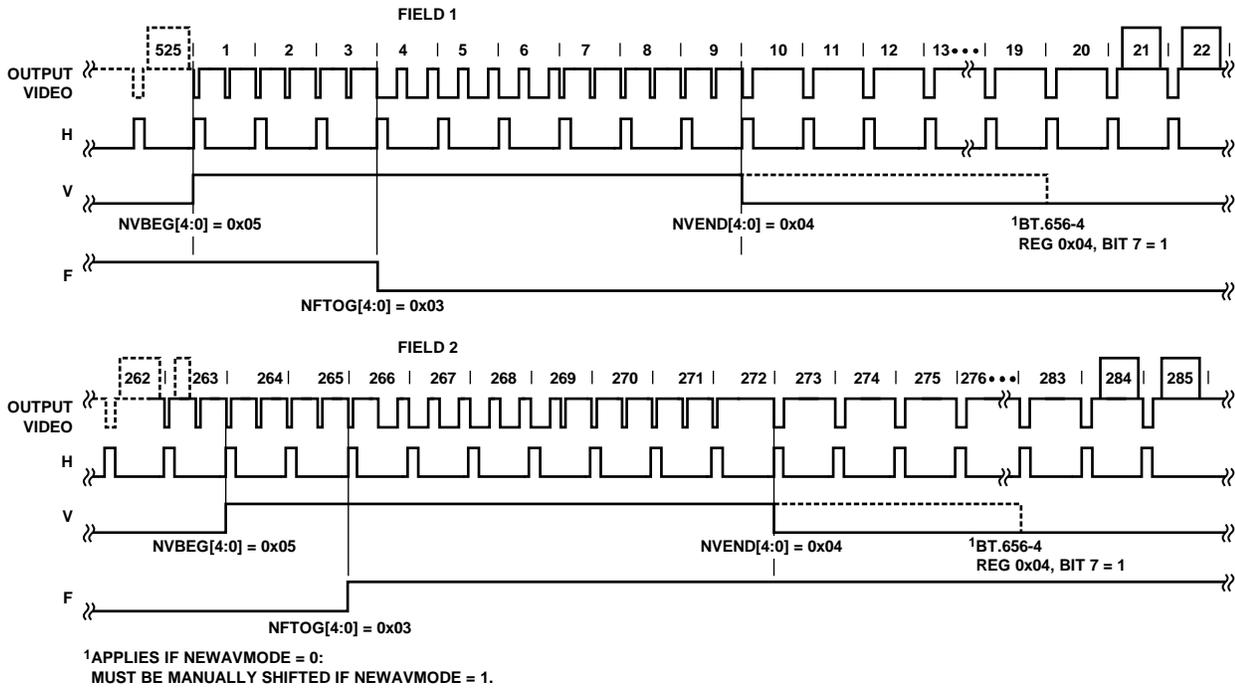 FIELD 1
525 1 2 3 4 5 6 7 8 9 10 11 12 13••• 19 20 21 22
OUTPUT
VIDEO
H
V
NVBEG[4:0] = 0x05
NVEND[4:0] = 0x04
1BT.656-4
REG 0x04, BIT 7 = 1
F
NFTOG[4:0] = 0x03
FIELD 2
262 263 264 265 266 267 268 269 270 271 272 273 274 275 276••• 283 284 285
OUTPUT
VIDEO
H
V
NVBEG[4:0] = 0x05
NVEND[4:0] = 0x04
1BT.656-4
REG 0x04, BIT 7 = 1
F
NFTOG[4:0] = 0x03
1APPLIES IF NEWAVMODE = 0:
MUST BE MANUALLY SHIFTED IF NEWAVMODE = 1.